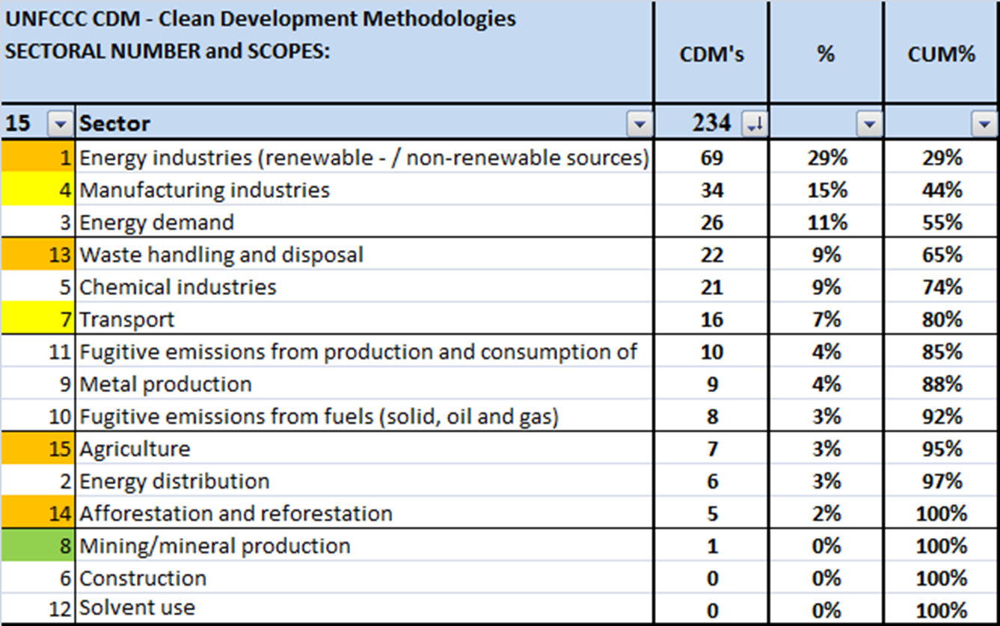 UNFCCC CDM - Clean Development Methodologies
SECTORAL NUMBER and SCOPES:
CDM's % CUM%
15 Sector 234
1 Energy industries (renewable - / non-renewable sources) 69 29% 29%
4 Manufacturing industries 34 15% 44%
3 Energy demand 26 11% 55%
13 Waste handling and disposal 22 9% 65%
5 Chemical industries 21 9% 74%
7 Transport 16 7% 80%
11 Fugitive emissions from production and consumption of 10 4% 85%
9 Metal production 9 4% 88%
10 Fugitive emissions from fuels (solid, oil and gas) 8 3% 92%
15 Agriculture 7 3% 95%
2 Energy distribution 6 3% 97%
14 Afforestation and reforestation 5 2% 100%
8 Mining/mineral production 1 0% 100%
6 Construction 0 0% 100%
12 Solvent use 0 0% 100%